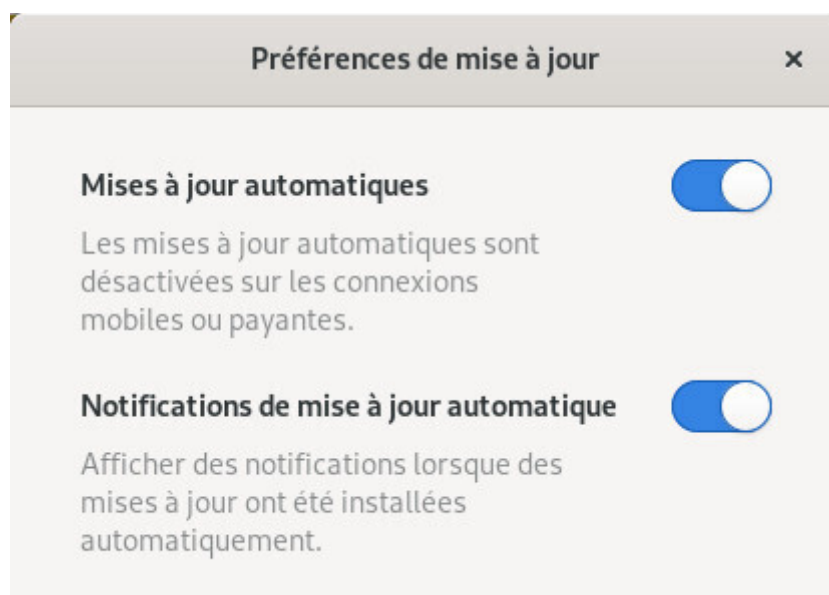 Préférences de mise à jour
Mises à jour automatiques
Les mises à jour automatiques sont
désactivées sur les connexions
mobiles ou payantes.
Notifications de mise à jour automatique
Afficher des notifications lorsque des
mises à jour ont été installées
automatiquement.